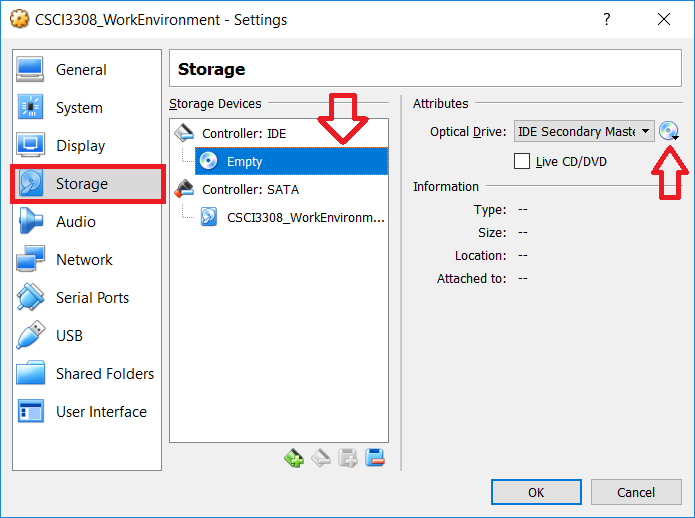 CSCI3308_WorkEnvironment - Settings
?
General
System
Display
Storage
Audio
Network
Serial Ports
USB
Shared Folders
User Interface
Storage
Storage Devices
Controller: IDE
Empty
Controller: SATA
CSCI3308_WorkEnvironm...
Attributes
Optical Drive: IDE Secondary Maste
Live CD/DVD
Information
Type: --
Size: --
Location: --
Attached to: --
OK
Cancel